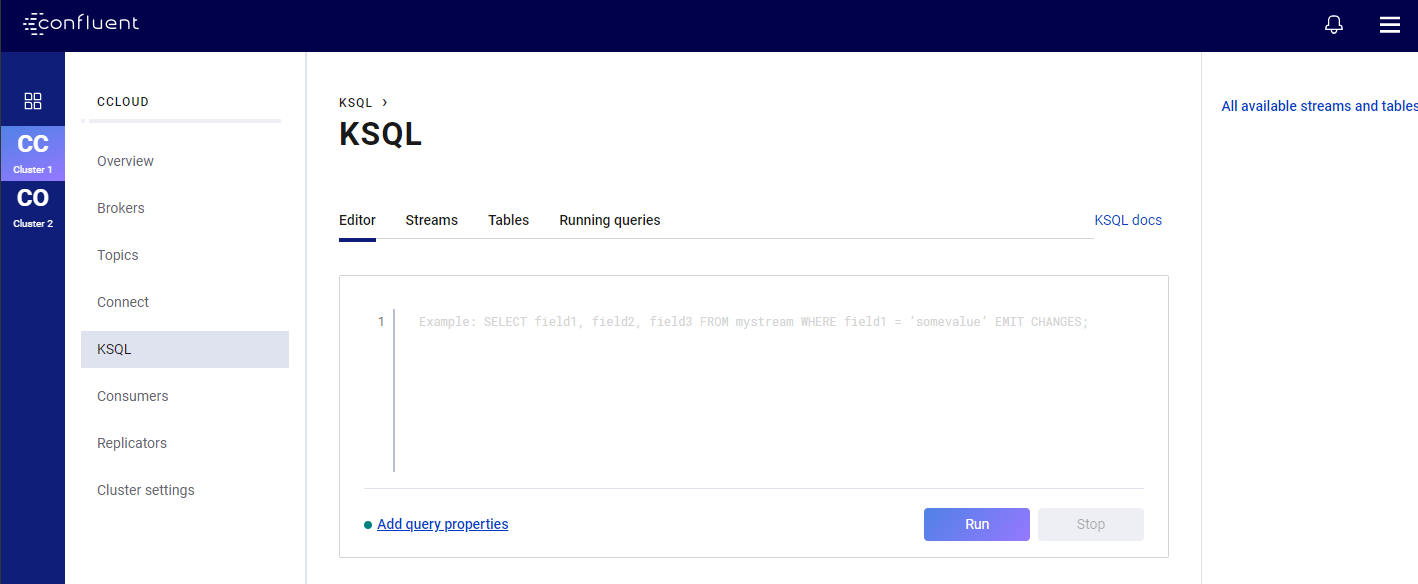 confluent
CC
Cluster 1
CO
Cluster 2
CCLOUD
Overview
Brokers
Topics
Connect
KSQL
Consumers
Replicators
Cluster settings
KSQL ›
KSQL
Editor Streams Tables Running queries KSQL docs
1 Example: SELECT field1, field2, field3 FROM mystream WHERE field1 = 'somevalue' EMIT CHANGES;
Add query properties Run Stop
All available streams and tables